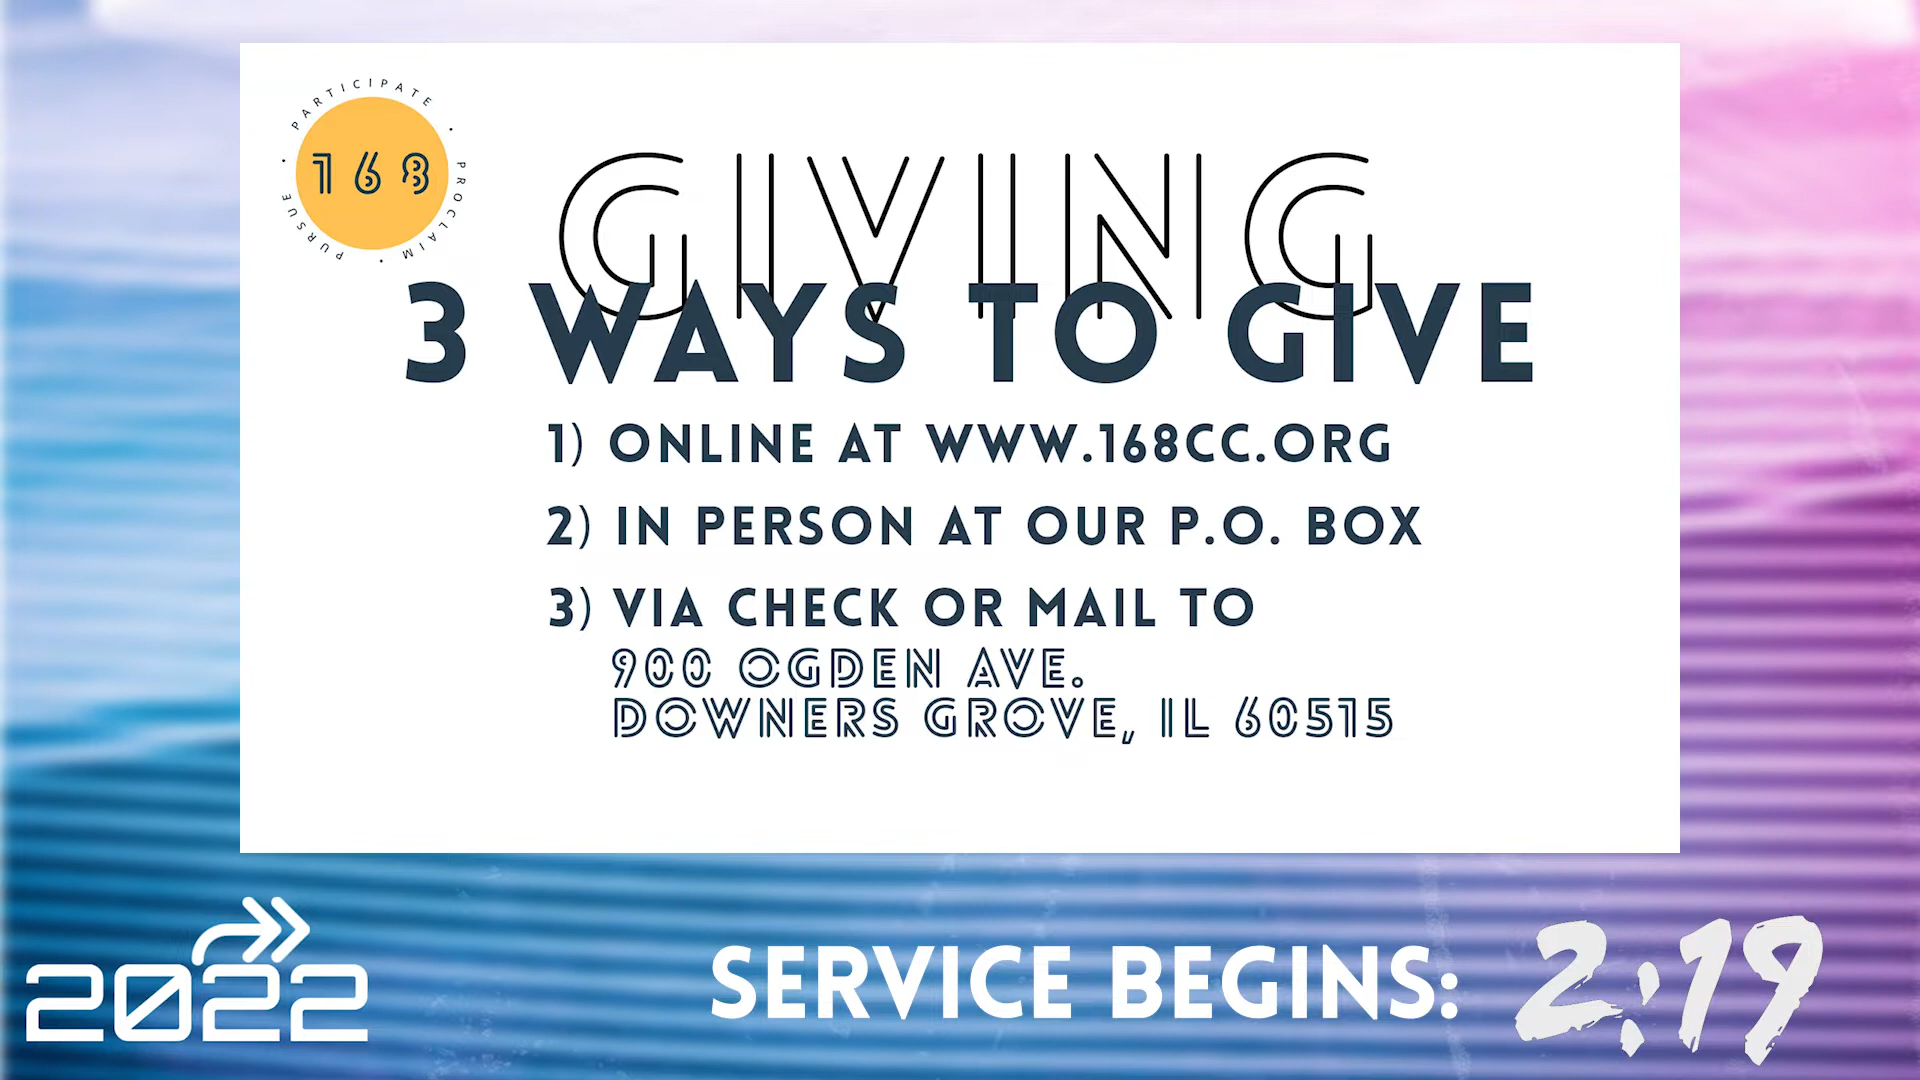 PARTICIPATE • PROCLAIM • PURSUE •
168
GIVING
3 WAYS TO GIVE
1) ONLINE AT WWW.168CC.ORG
2) IN PERSON AT OUR P.O. BOX
3) VIA CHECK OR MAIL TO
900 OGDEN AVE.
DOWNERS GROVE, IL 60515
2022
SERVICE BEGINS: 2:19